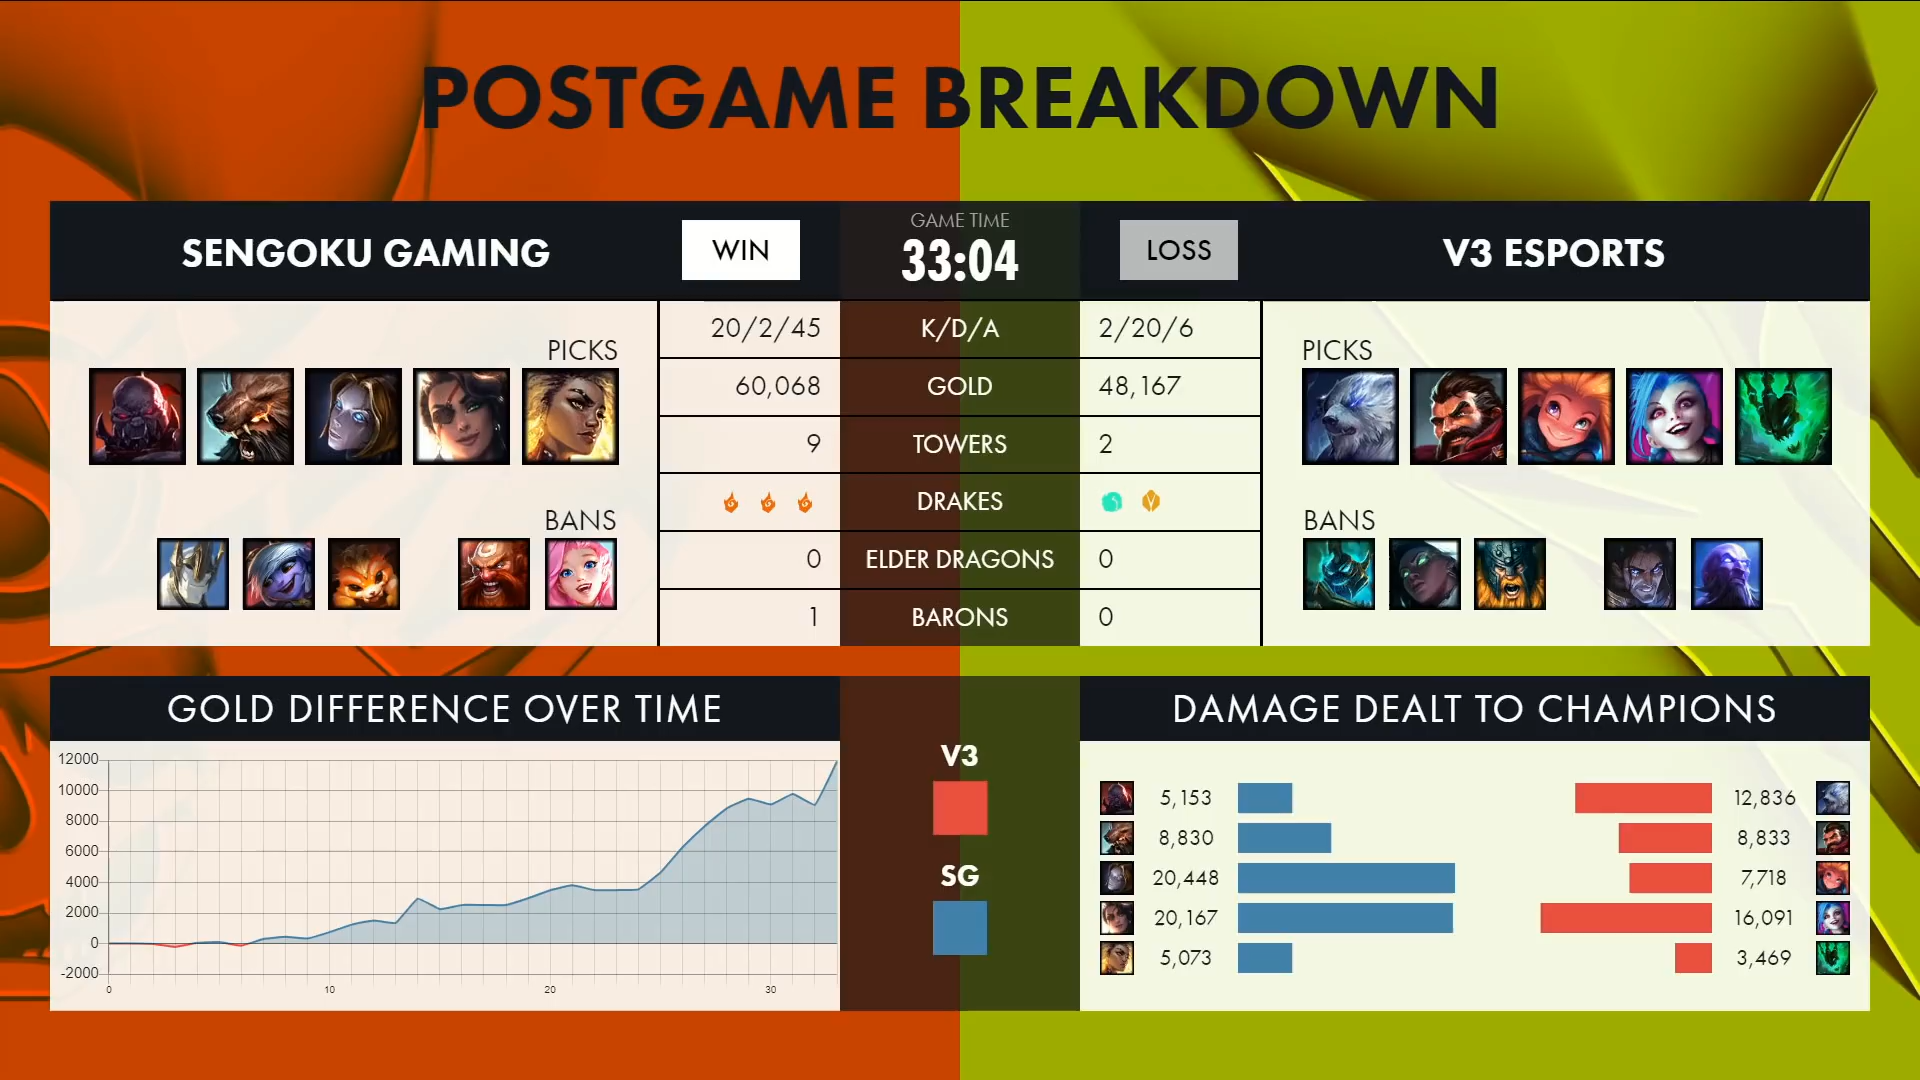 POSTGAME BREAKDOWN
SENGOKU GAMING
WIN
GAME TIME
33:04
LOSS
V3 ESPORTS
PICKS
BANS
20/2/45 K/D/A 2/20/6
60,068 GOLD 48,167
9 TOWERS 2
DRAKES
0 ELDER DRAGONS 0
1 BARONS 0
PICKS
BANS
GOLD DIFFERENCE OVER TIME
12000
10000
8000
6000
4000
2000
0
-2000
0 10 20 30
V3
SG
DAMAGE DEALT TO CHAMPIONS
5,153 12,836
8,830 8,833
20,448 7,718
20,167 16,091
5,073 3,469